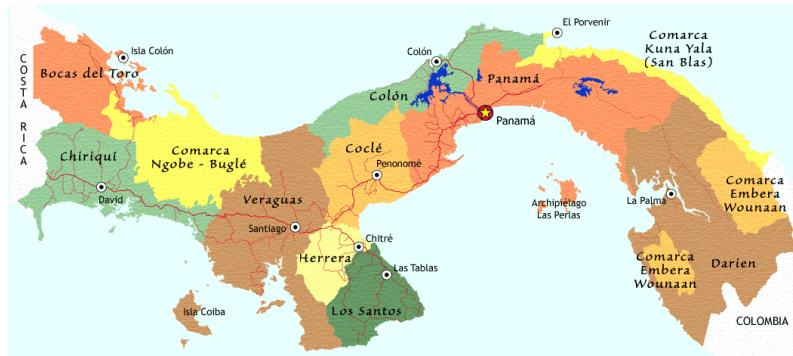 COSTA RICA
Isla Colón
Bocas del Toro
Chiriquí
David
Comarca
Ngobe - Buglé
Veraguas
Santiago
Isla Coiba
Colón
Colón
Coclé
Penonomé
Chitré
Herrera
Las Tablas
Los Santos
El Porvenir
Panamá
Panamá
Comarca
Kuna Yala
(San Blas)
Archipiélago
Las Perlas
La Palma
Comarca
Embera
Wounaan
Comarca
Embera
Wounaan
Darien
COLOMBIA